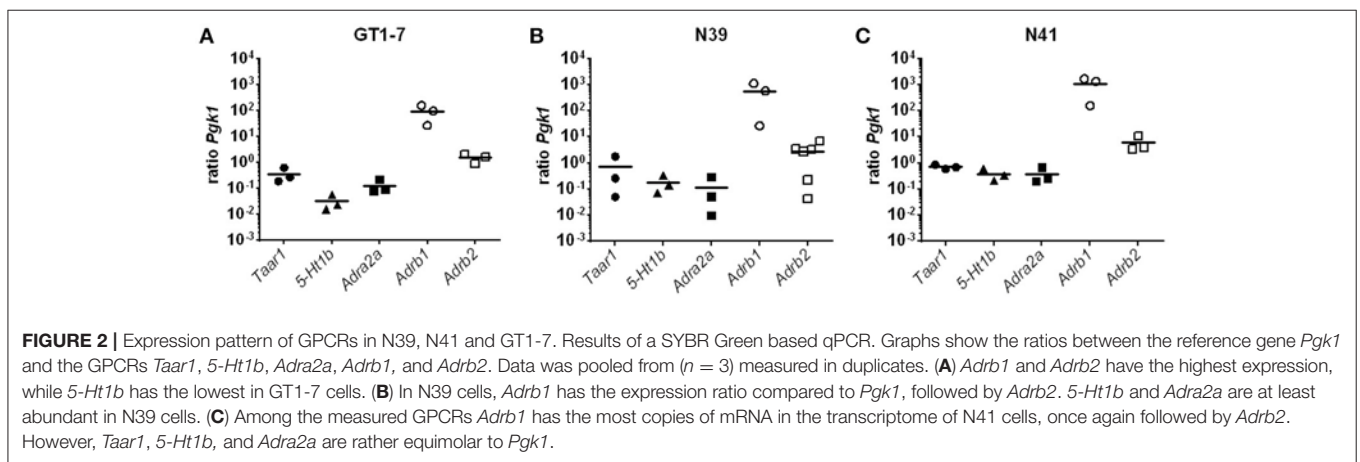 A GT1-7 B N39 C N41
10⁴ 10⁴ 10⁴
10³ 10³ 10³
10² 10² 10²
10¹ 10¹ 10¹
10⁰ 10⁰ 10⁰
10⁻¹ 10⁻¹ 10⁻¹
10⁻² 10⁻² 10⁻²
10⁻³ 10⁻³ 10⁻³
ratio Pgk1 ratio Pgk1 ratio Pgk1
Taar1 5-Ht1b Adra2a Adrb1 Adrb2 Taar1 5-Ht1b Adra2a Adrb1 Adrb2 Taar1 5-Ht1b Adra2a Adrb1 Adrb2
FIGURE 2 | Expression pattern of GPCRs in N39, N41 and GT1-7. Results of a SYBR Green based qPCR. Graphs show the ratios between the reference gene Pgk1
and the GPCRs Taar1, 5-Ht1b, Adra2a, Adrb1, and Adrb2. Data was pooled from (n = 3) measured in duplicates. (A) Adrb1 and Adrb2 have the highest expression,
while 5-Ht1b has the lowest in GT1-7 cells. (B) In N39 cells, Adrb1 has the expression ratio compared to Pgk1, followed by Adrb2. 5-Ht1b and Adra2a are at least
abundant in N39 cells. (C) Among the measured GPCRs Adrb1 has the most copies of mRNA in the transcriptome of N41 cells, once again followed by Adrb2.
However, Taar1, 5-Ht1b, and Adra2a are rather equimolar to Pgk1.